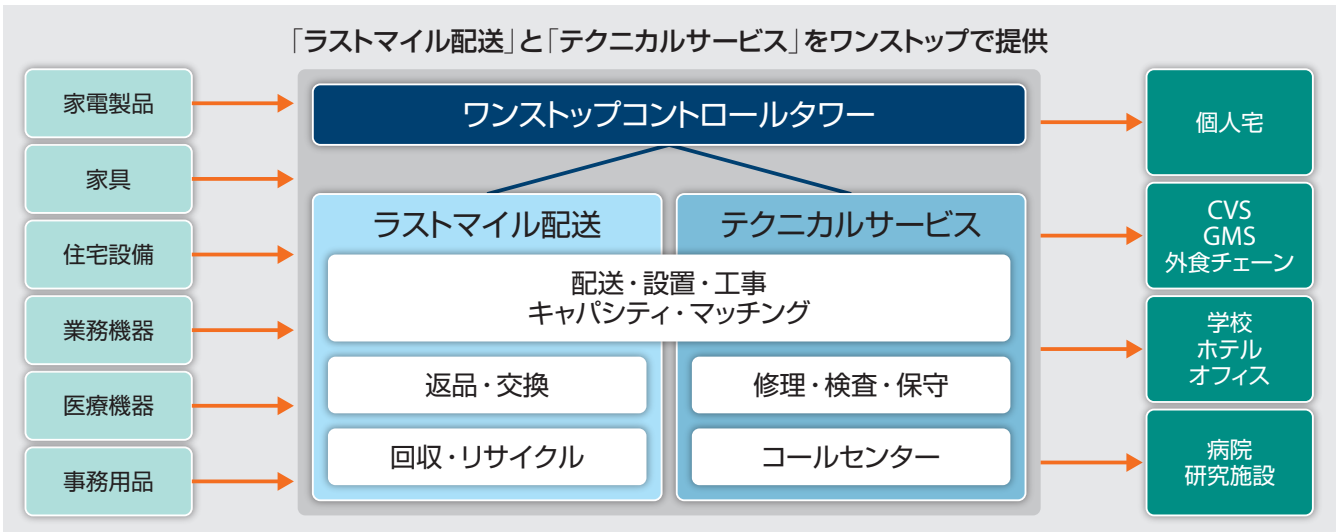 「ラストマイル配送」と「テクニカルサービス」をワンストップで提供
家電製品
家具
住宅設備
業務機器
医療機器
事務用品
ワンストップコントロールタワー
ラストマイル配送
テクニカルサービス
配送・設置・工事
キャパシティ・マッチング
返品・交換
修理・検査・保守
回収・リサイクル
コールセンター
個人宅
CVS
GMS
外食チェーン
学校
ホテル
オフィス
病院
研究施設